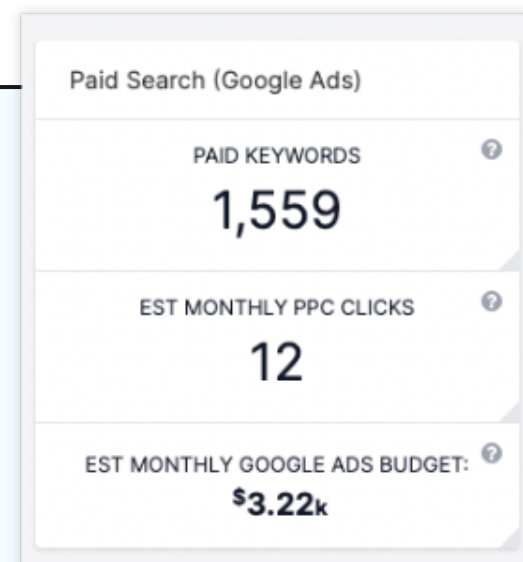 Paid Search (Google Ads)
PAID KEYWORDS
?
1,559
EST MONTHLY PPC CLICKS
?
12
EST MONTHLY GOOGLE ADS BUDGET:
?
$3.22k